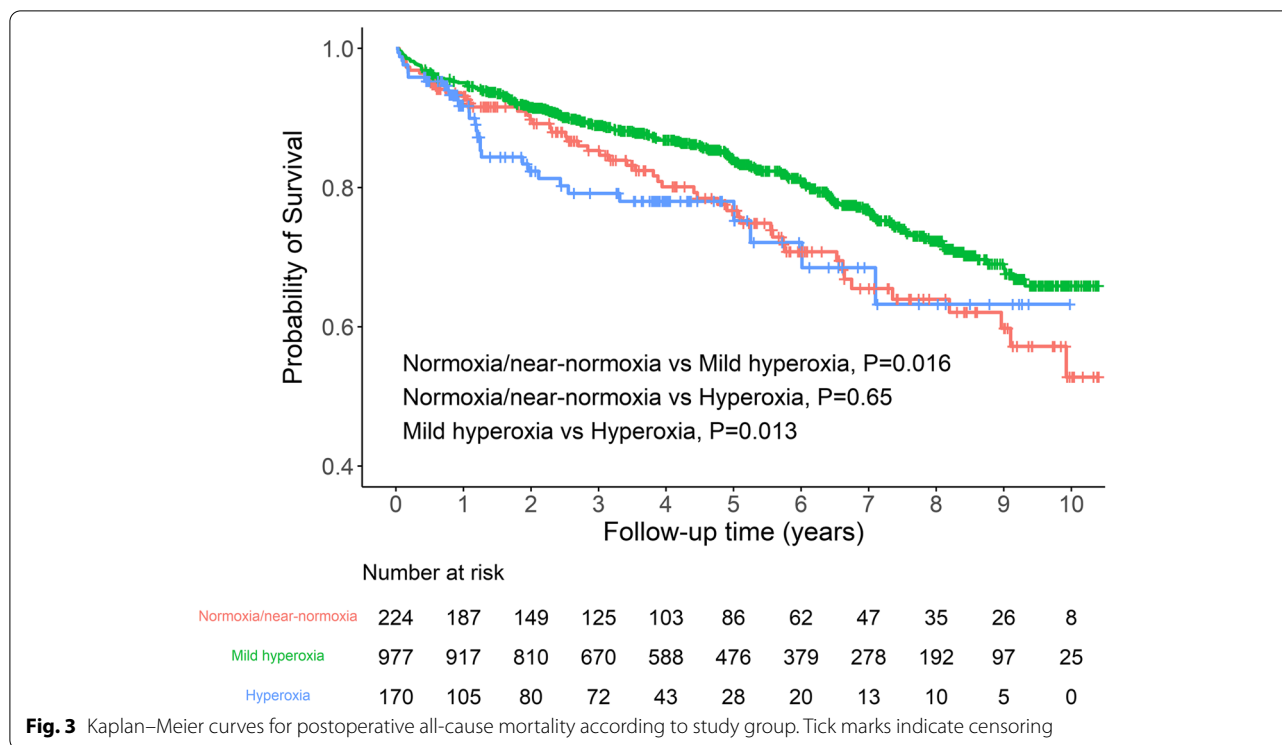 1.0
0.8
0.6
0.4
Probability of Survival
Normoxia/near-normoxia vs Mild hyperoxia, P=0.016
Normoxia/near-normoxia vs Hyperoxia, P=0.65
Mild hyperoxia vs Hyperoxia, P=0.013
0 1 2 3 4 5 6 7 8 9 10
Follow-up time (years)
Number at risk
Normoxia/near-normoxia 224 187 149 125 103 86 62 47 35 26 8
Mild hyperoxia 977 917 810 670 588 476 379 278 192 97 25
Hyperoxia 170 105 80 72 43 28 20 13 10 5 0
Fig. 3 Kaplan–Meier curves for postoperative all-cause mortality according to study group. Tick marks indicate censoring